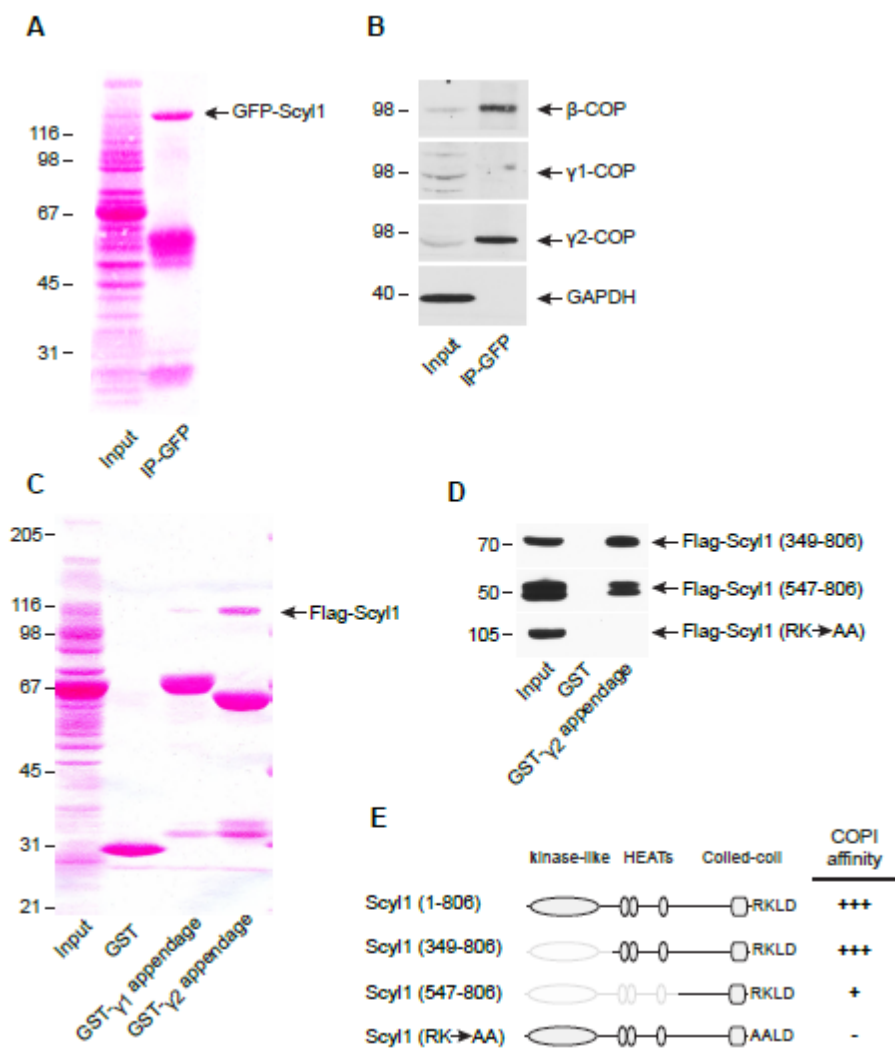 A
GFP-Scyl1
116
98
67
45
31
Input
IP-GFP
B
98
β-COP
98
γ1-COP
98
γ2-COP
40
GAPDH
Input
IP-GFP
C
205
116
98
67
45
31
21
Flag-Scyl1
Input
GST
GST-γ1 appendage
GST-γ2 appendage
D
70
Flag-Scyl1 (349-806)
50
Flag-Scyl1 (547-806)
105
Flag-Scyl1 (RK→AA)
Input
GST
GST-γ2 appendage
E
kinase-like HEATs Coiled-coil COPI affinity
Scyl1 (1-806) RKLD +++
Scyl1 (349-806) RKLD +++
Scyl1 (547-806) RKLD +
Scyl1 (RK→AA) AALD -